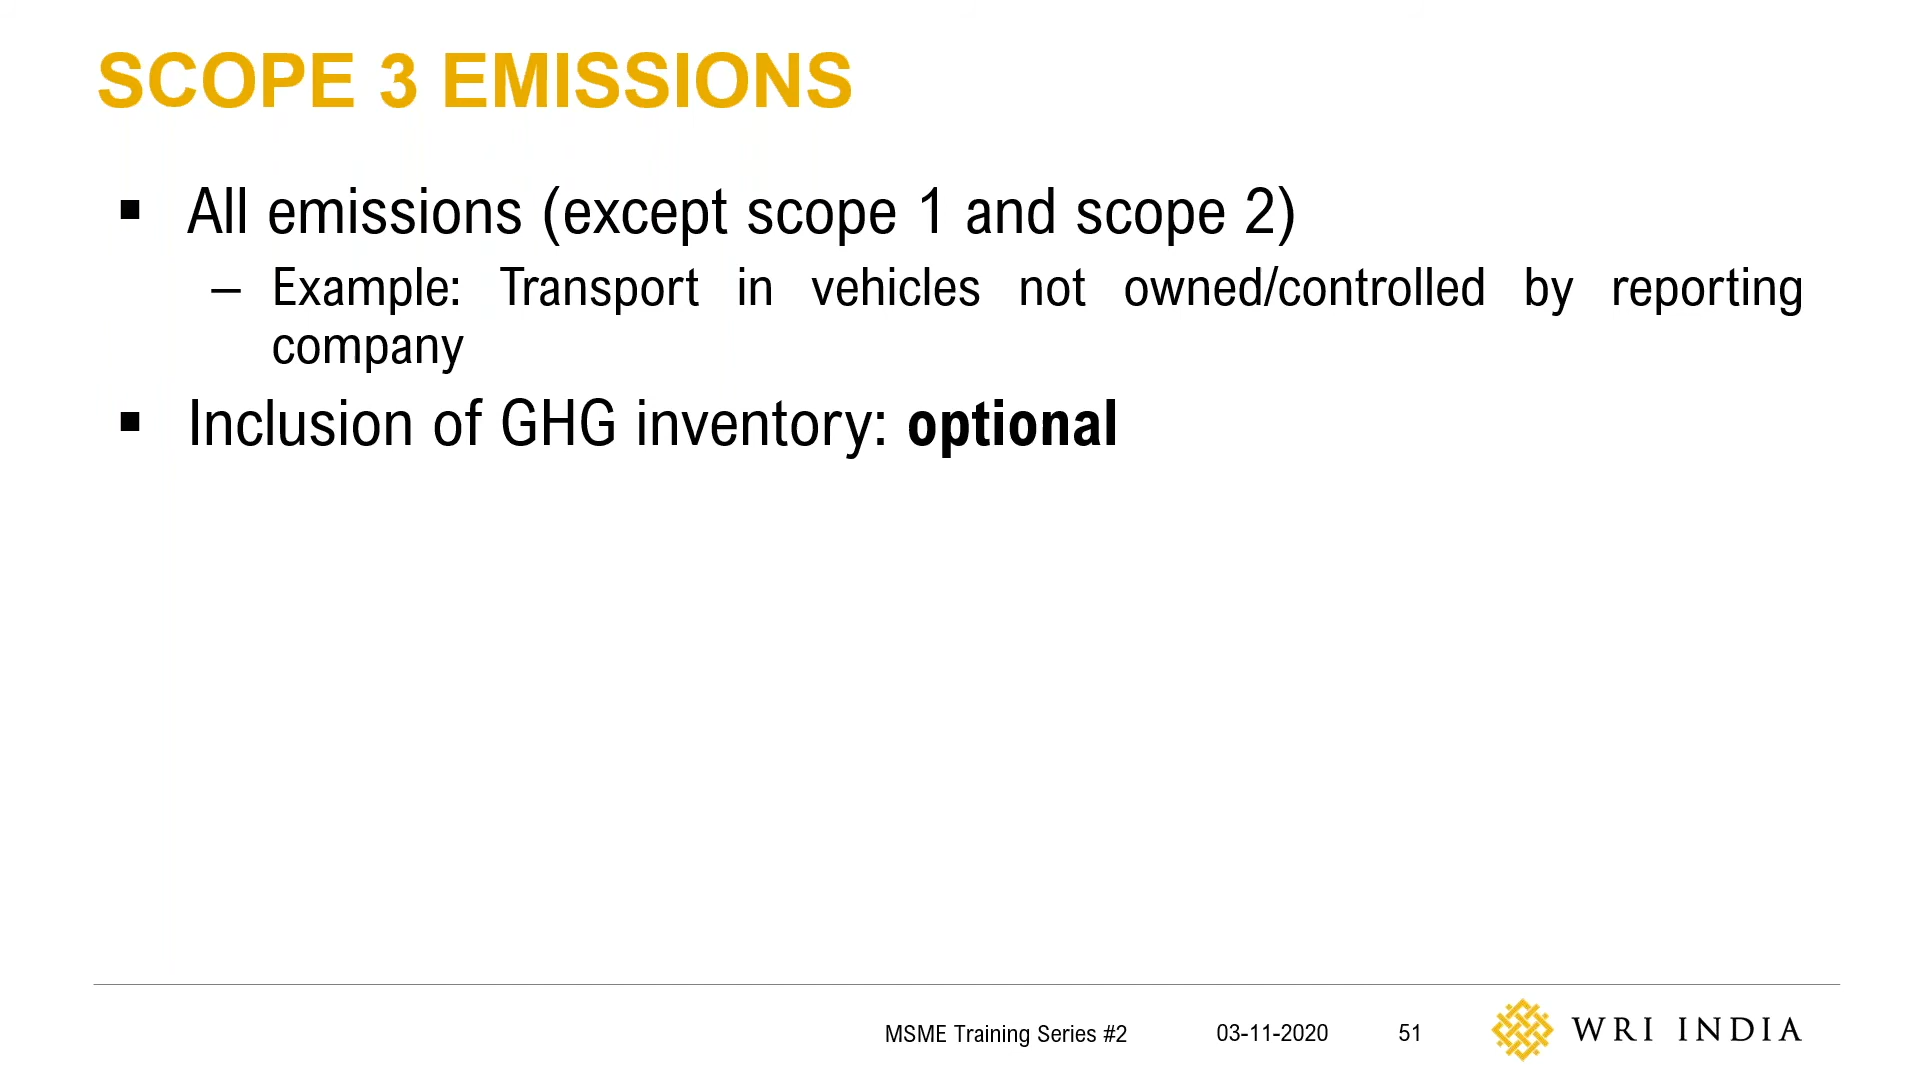 SCOPE 3 EMISSIONS
▪ All emissions (except scope 1 and scope 2)
– Example: Transport in vehicles not owned/controlled by reporting
company
▪ Inclusion of GHG inventory: optional
MSME Training Series #2 03-11-2020 51 WRI INDIA